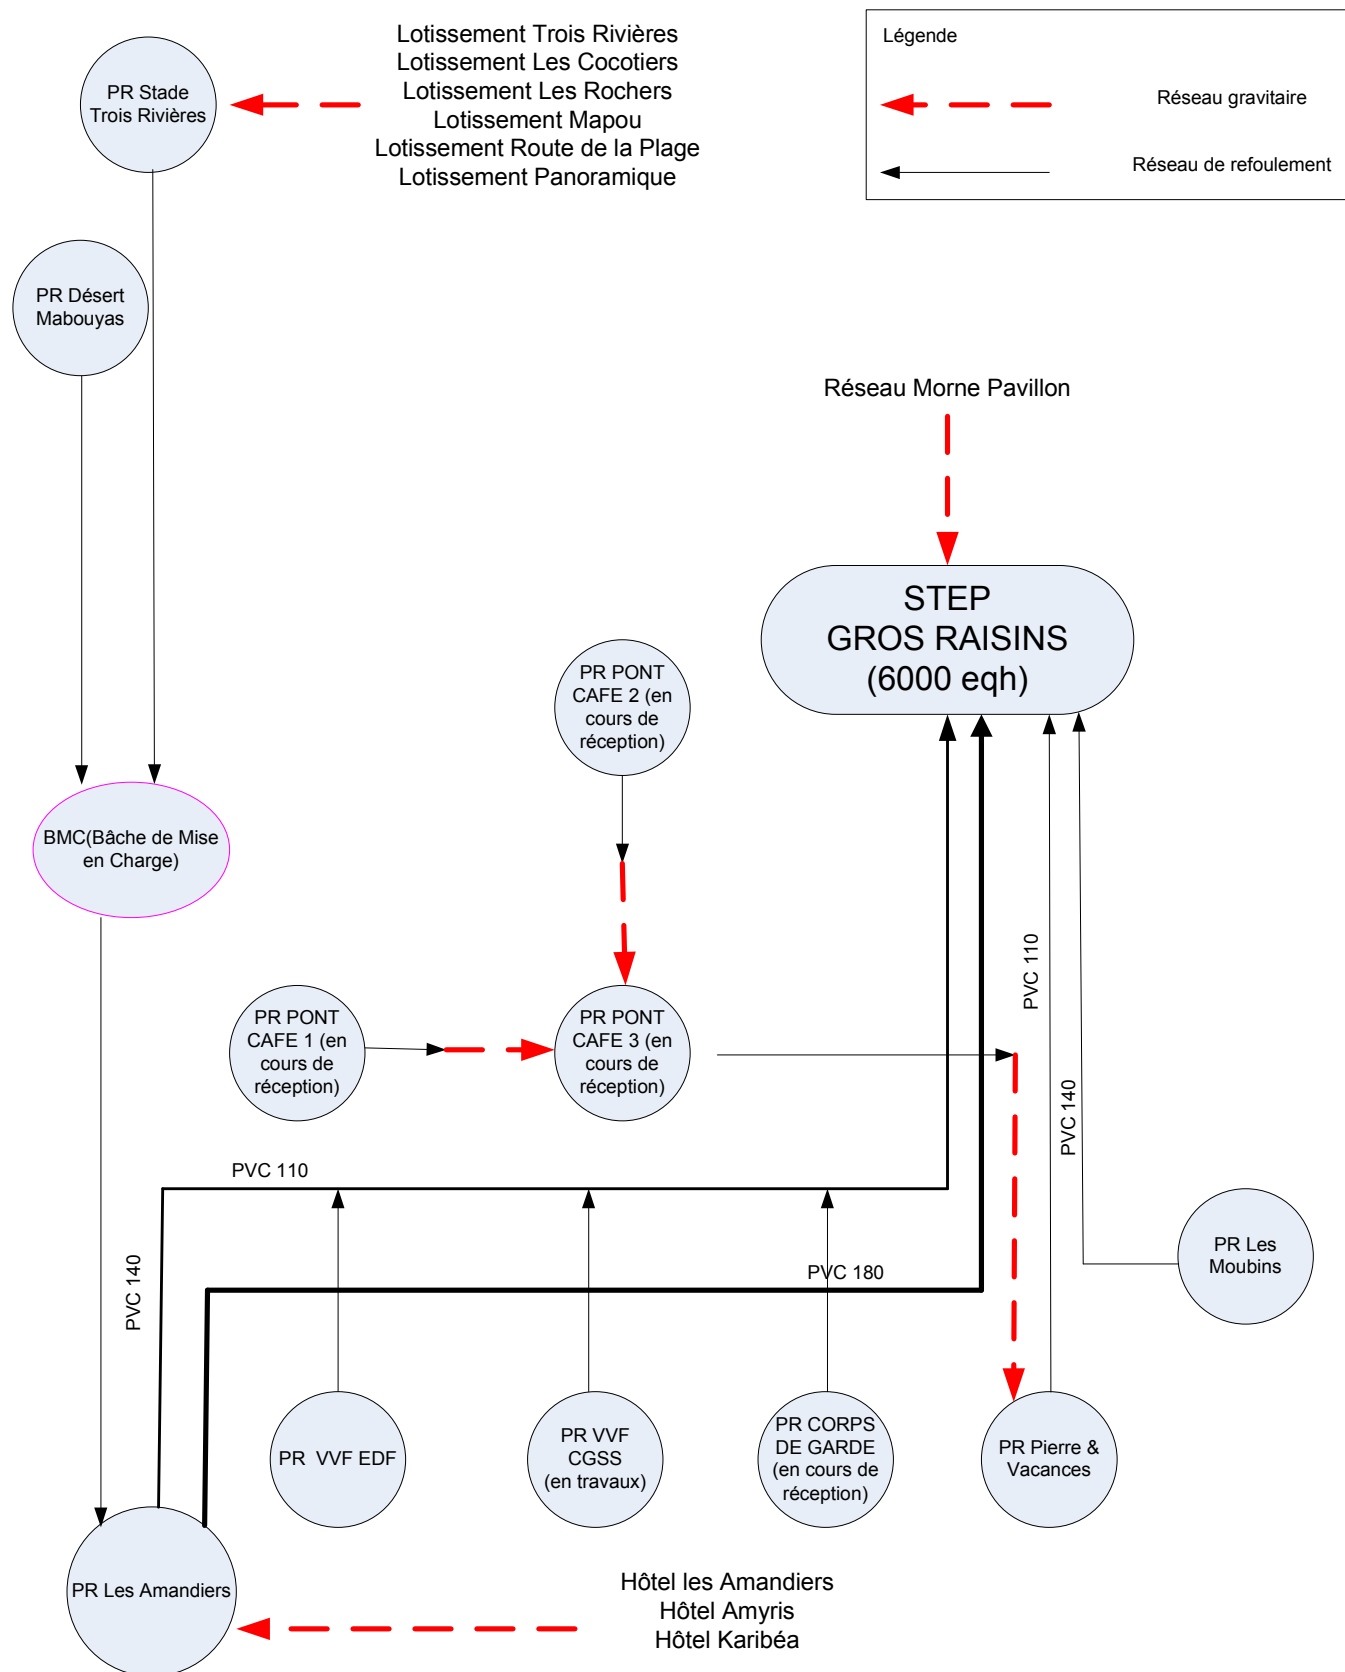 Lotissement Trois Rivières
Lotissement Les Cocotiers
Lotissement Les Rochers
Lotissement Mapou
Lotissement Route de la Plage
Lotissement Panoramique
Légende
Réseau gravitaire
Réseau de refoulement
PR Stade
Trois Rivières
PR Désert
Mabouyas
Réseau Morne Pavillon
STEP
GROS RAISINS
(6000 eqh)
PR PONT
CAFE 2 (en
cours de
réception)
BMC(Bâche de Mise
en Charge)
PR PONT
CAFE 1 (en
cours de
réception)
PR PONT
CAFE 3 (en
cours de
réception)
PVC 110
PVC 140
PVC 110
PVC 140
PVC 180
PR Les
Moubins
PR VVF EDF
PR VVF
CGSS
(en travaux)
PR CORPS
DE GARDE
(en cours de
réception)
PR Pierre &
Vacances
PR Les Amandiers
Hôtel les Amandiers
Hôtel Amyris
Hôtel Karibéa